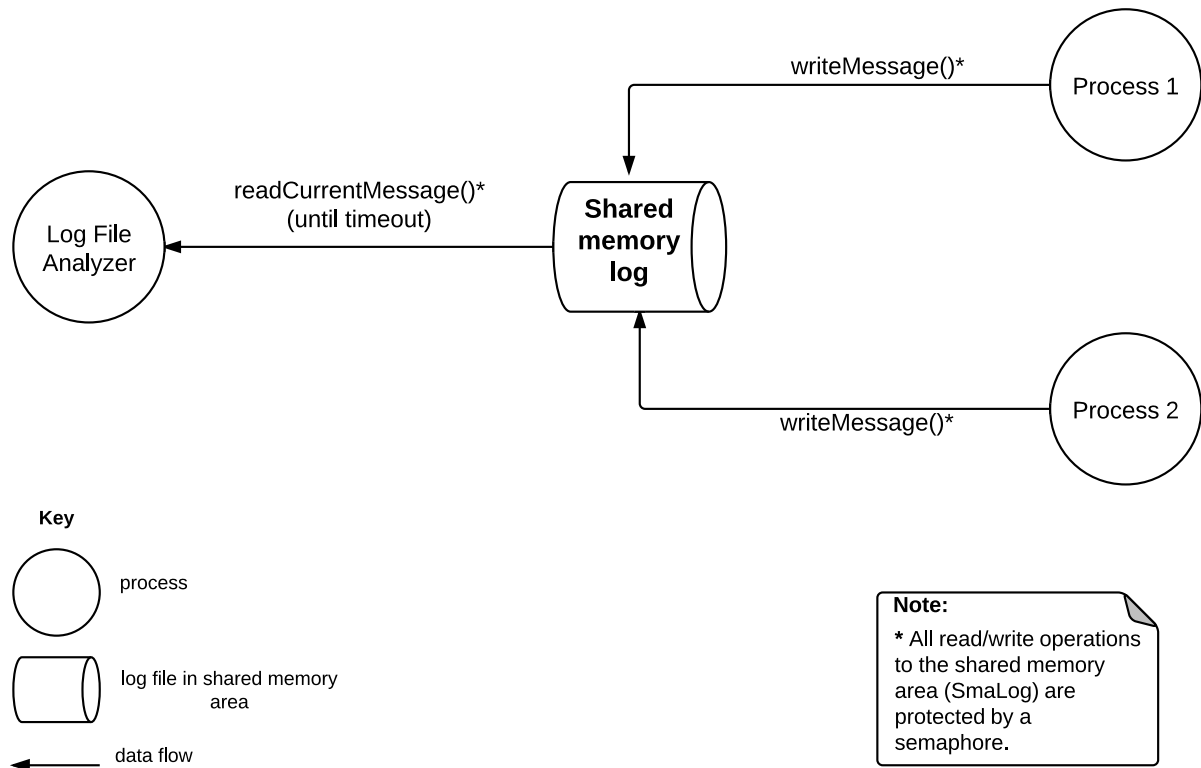 writeMessage()*
Process 1
readCurrentMessage()*
(until timeout)
Shared
memory
log
Log File
Analyzer
writeMessage()*
Process 2
Key
process
log file in shared memory
area
data flow
Note:
* All read/write operations
to the shared memory
area (SmaLog) are
protected by a
semaphore.